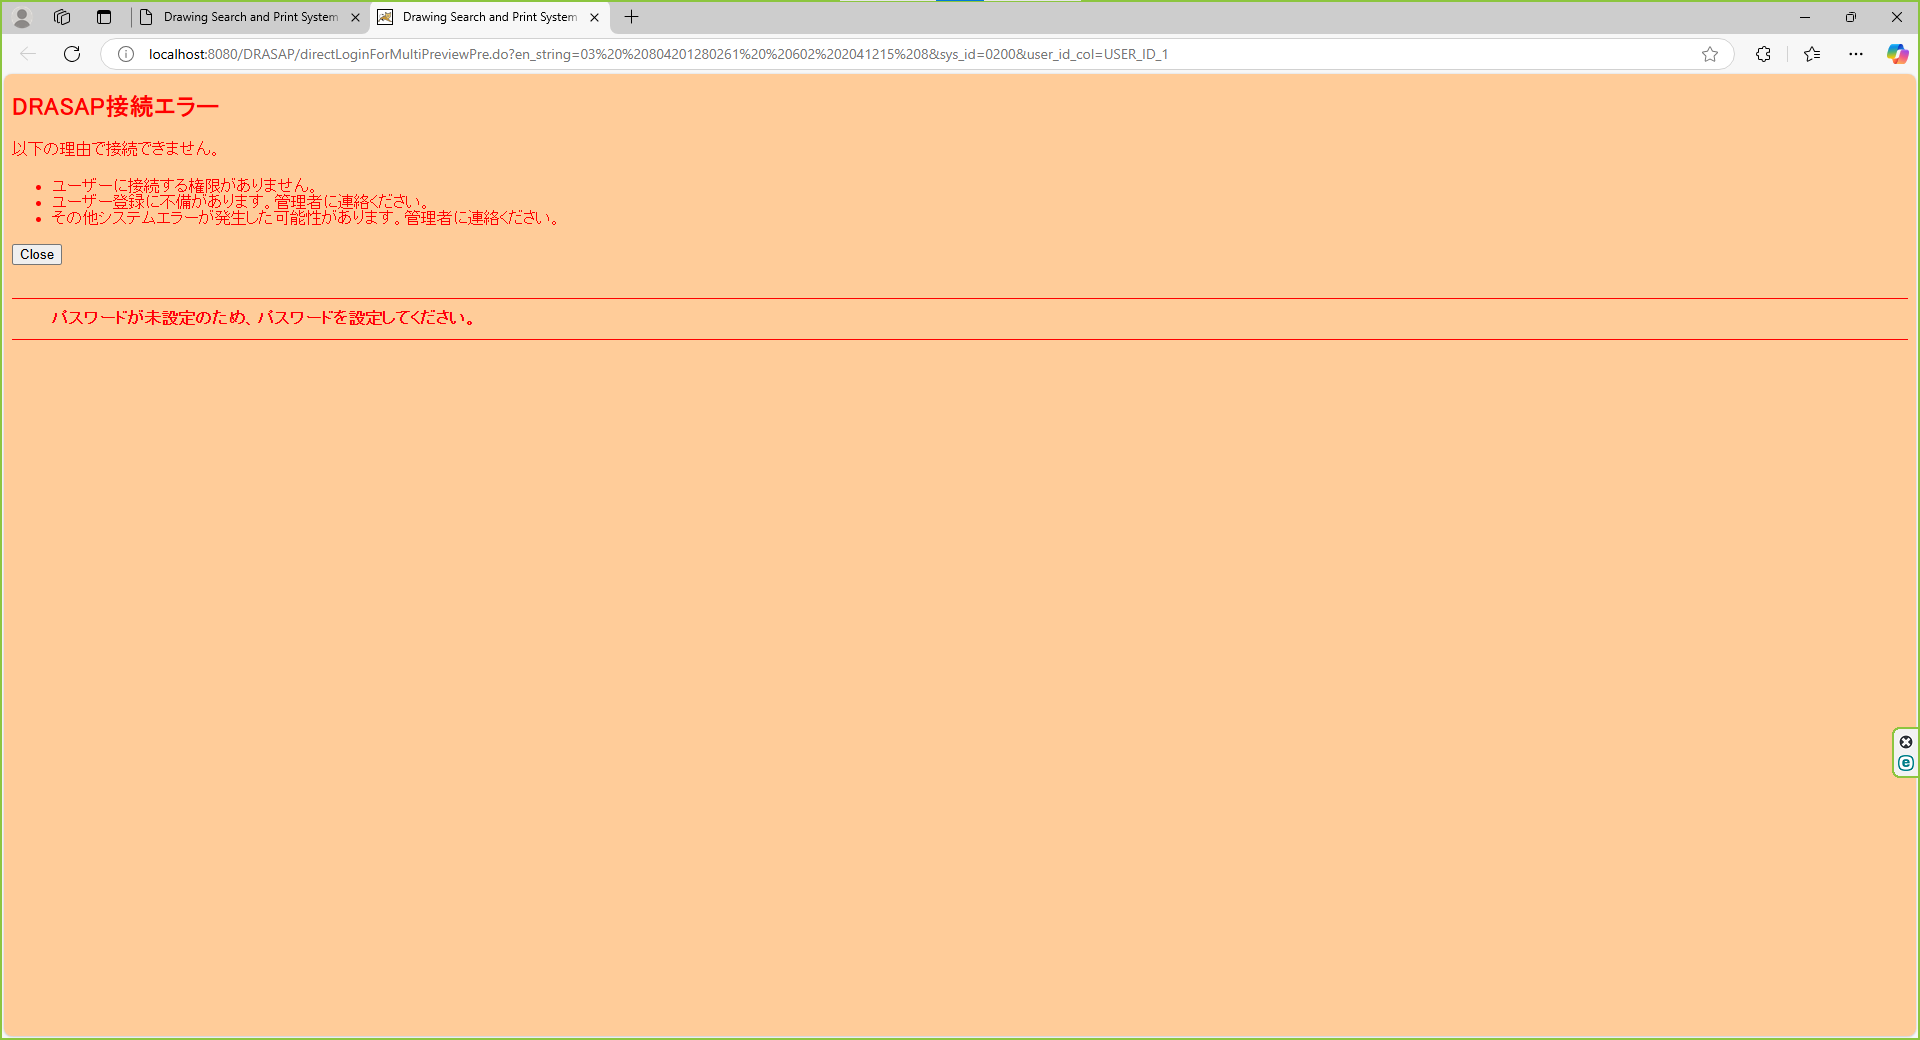 Drawing Search and Print System
Drawing Search and Print System
localhost:8080/DRASAP/directLoginForMultiPreviewPre.do?en_string=03%20%20804201280261%20%20602%202041215%208&sys_id=0200&user_id_col=USER_ID_1
DRASAP接続エラー
以下の理由で接続できません。
ユーザーに接続する権限がありません。
ユーザー登録に不備があります。管理者に連絡ください。
その他システムエラーが発生した可能性があります。管理者に連絡ください。
Close
パスワードが未設定のため、パスワードを設定してください。